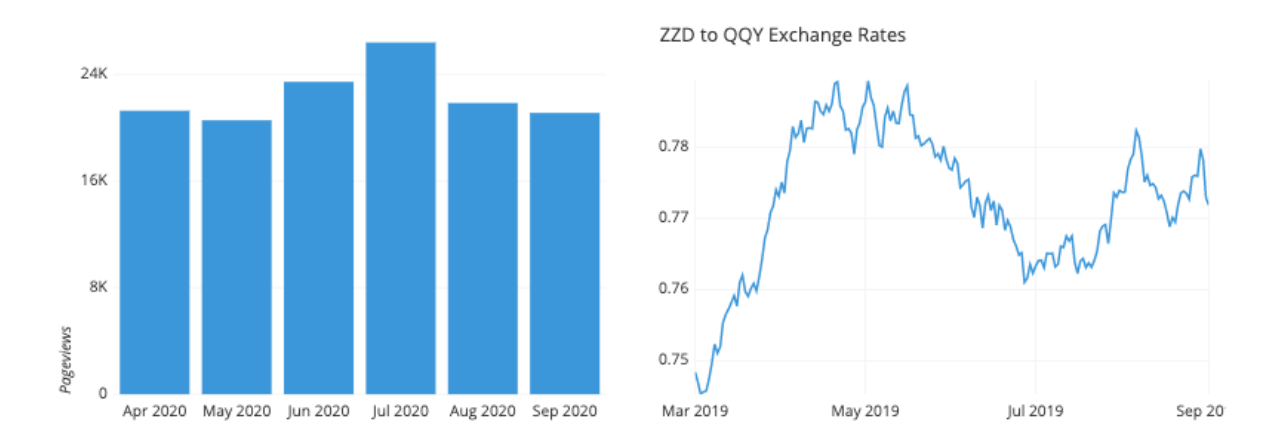 24K
16K
8K
0
Pageviews
Apr 2020 May 2020 Jun 2020 Jul 2020 Aug 2020 Sep 2020
ZZD to QQY Exchange Rates
0.78
0.77
0.76
0.75
Mar 2019 May 2019 Jul 2019 Sep 20